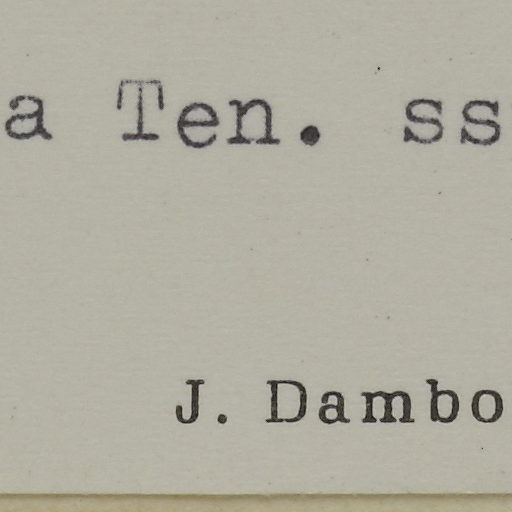 a Ten. ss
J. Dambo